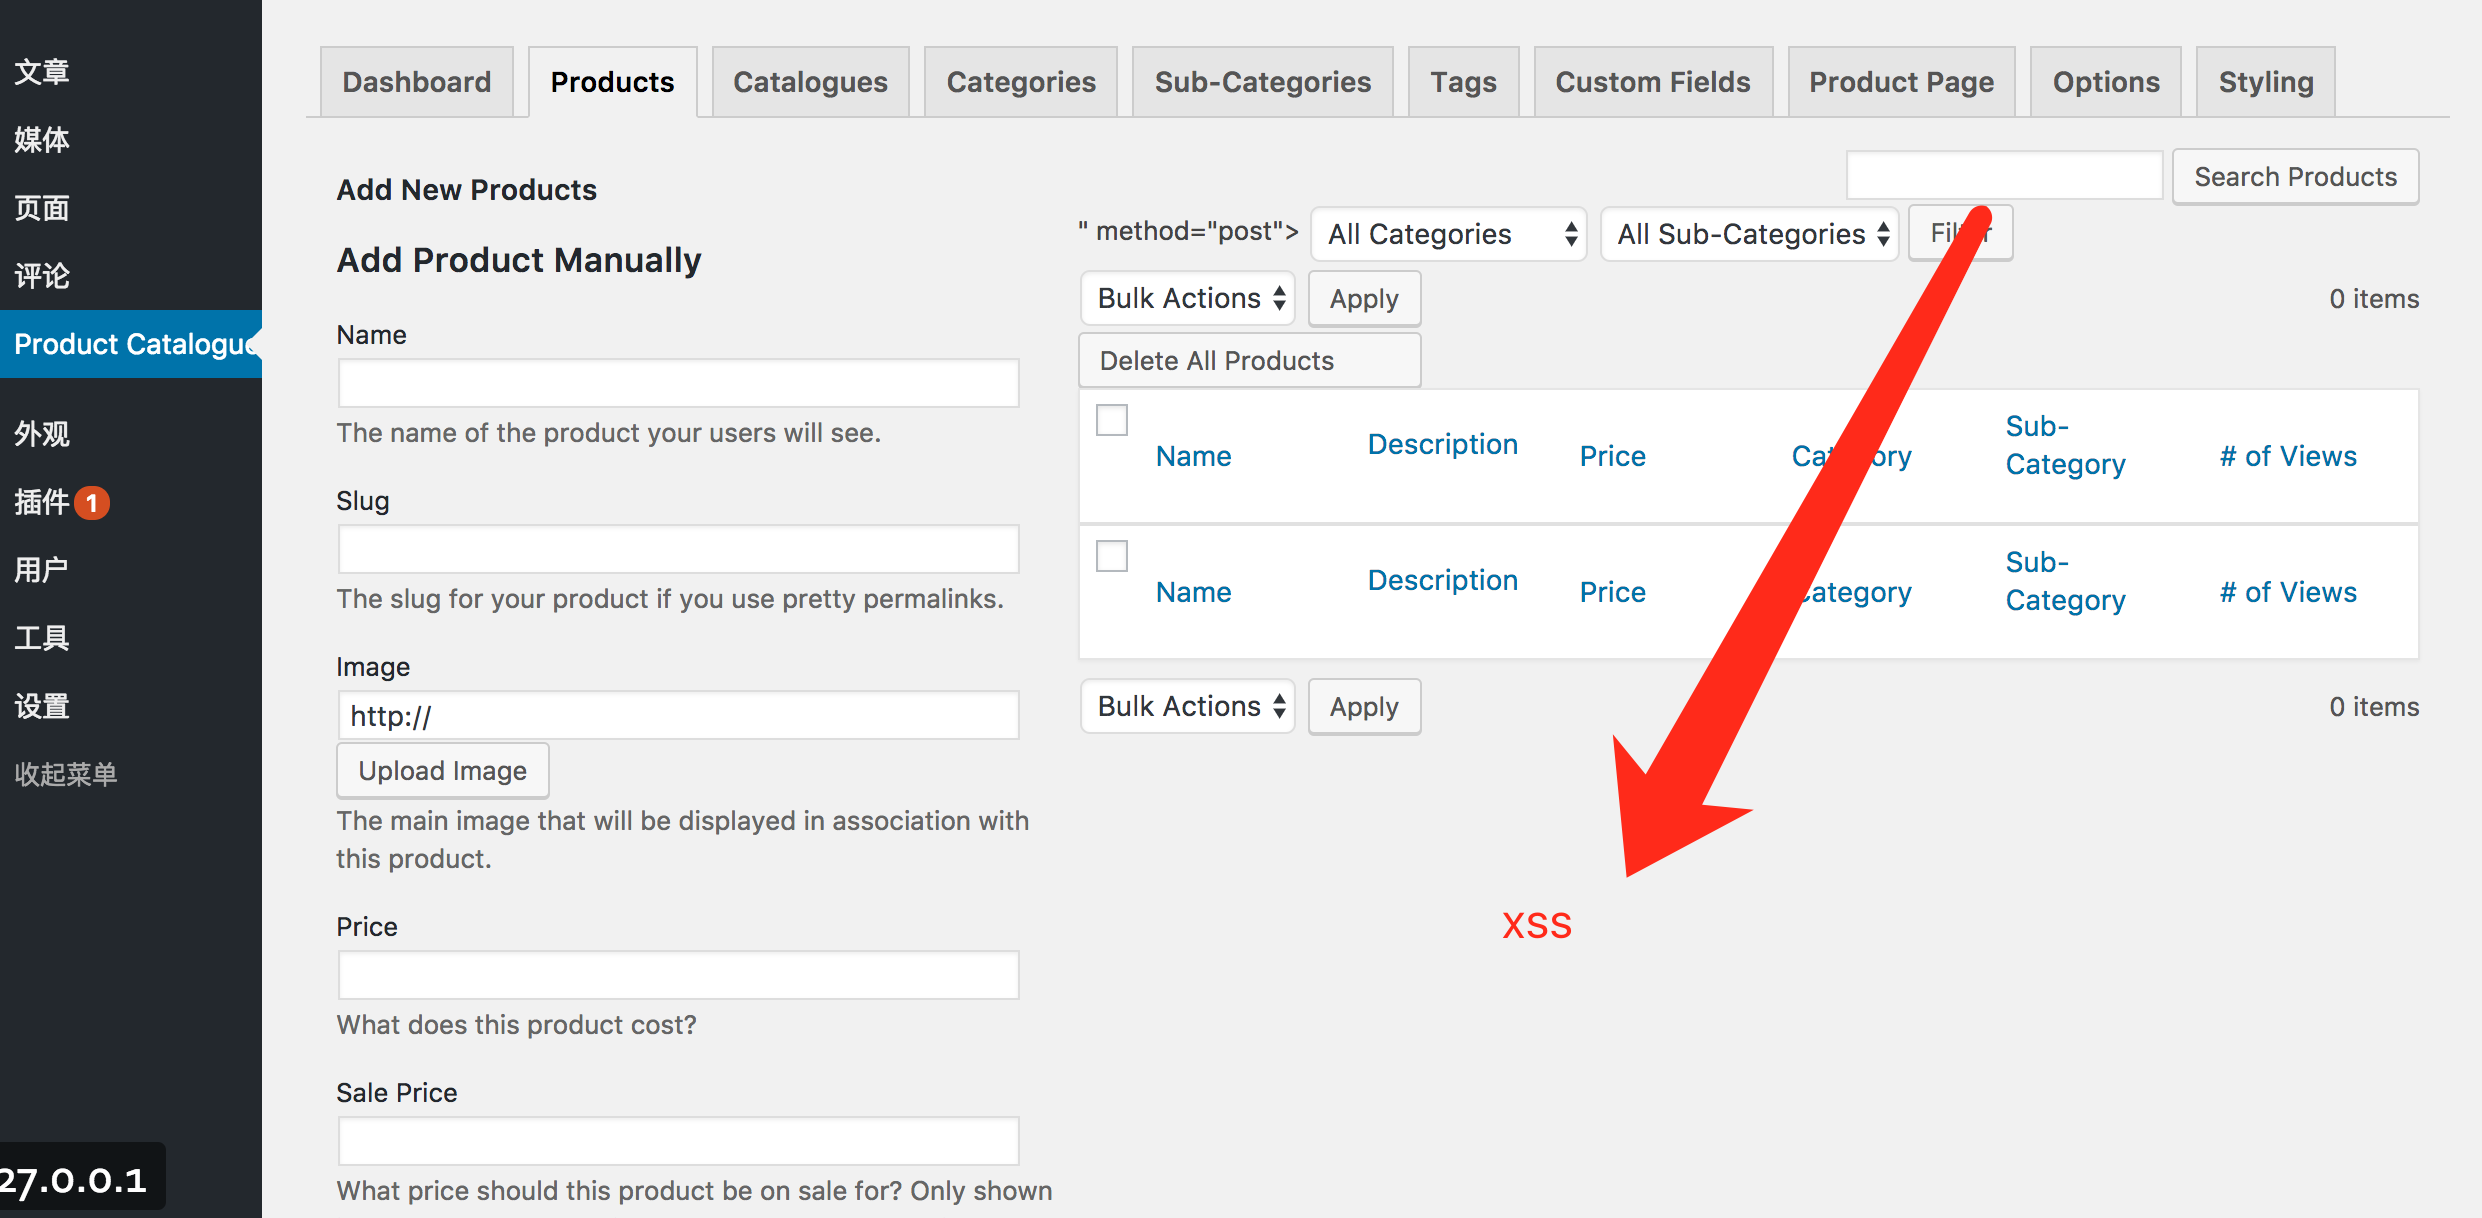 文章
媒体
页面
评论
Product Catalogue
外观
插件 1
用户
工具
设置
收起菜单
27.0.0.1
Dashboard Products Catalogues Categories Sub-Categories Tags Custom Fields Product Page Options Styling
Add New Products
Add Product Manually
Name
The name of the product your users will see.
Slug
The slug for your product if you use pretty permalinks.
Image
http://
Upload Image
The main image that will be displayed in association with
this product.
Price
What does this product cost?
Sale Price
What price should this product be on sale for? Only shown
Search Products
" method="post"> All Categories All Sub-Categories Filter
Bulk Actions Apply 0 items
Delete All Products
Name Description Price Category Sub-
Category # of Views
Name Description Price Category Sub-
Category # of Views
Bulk Actions Apply 0 items
XSS